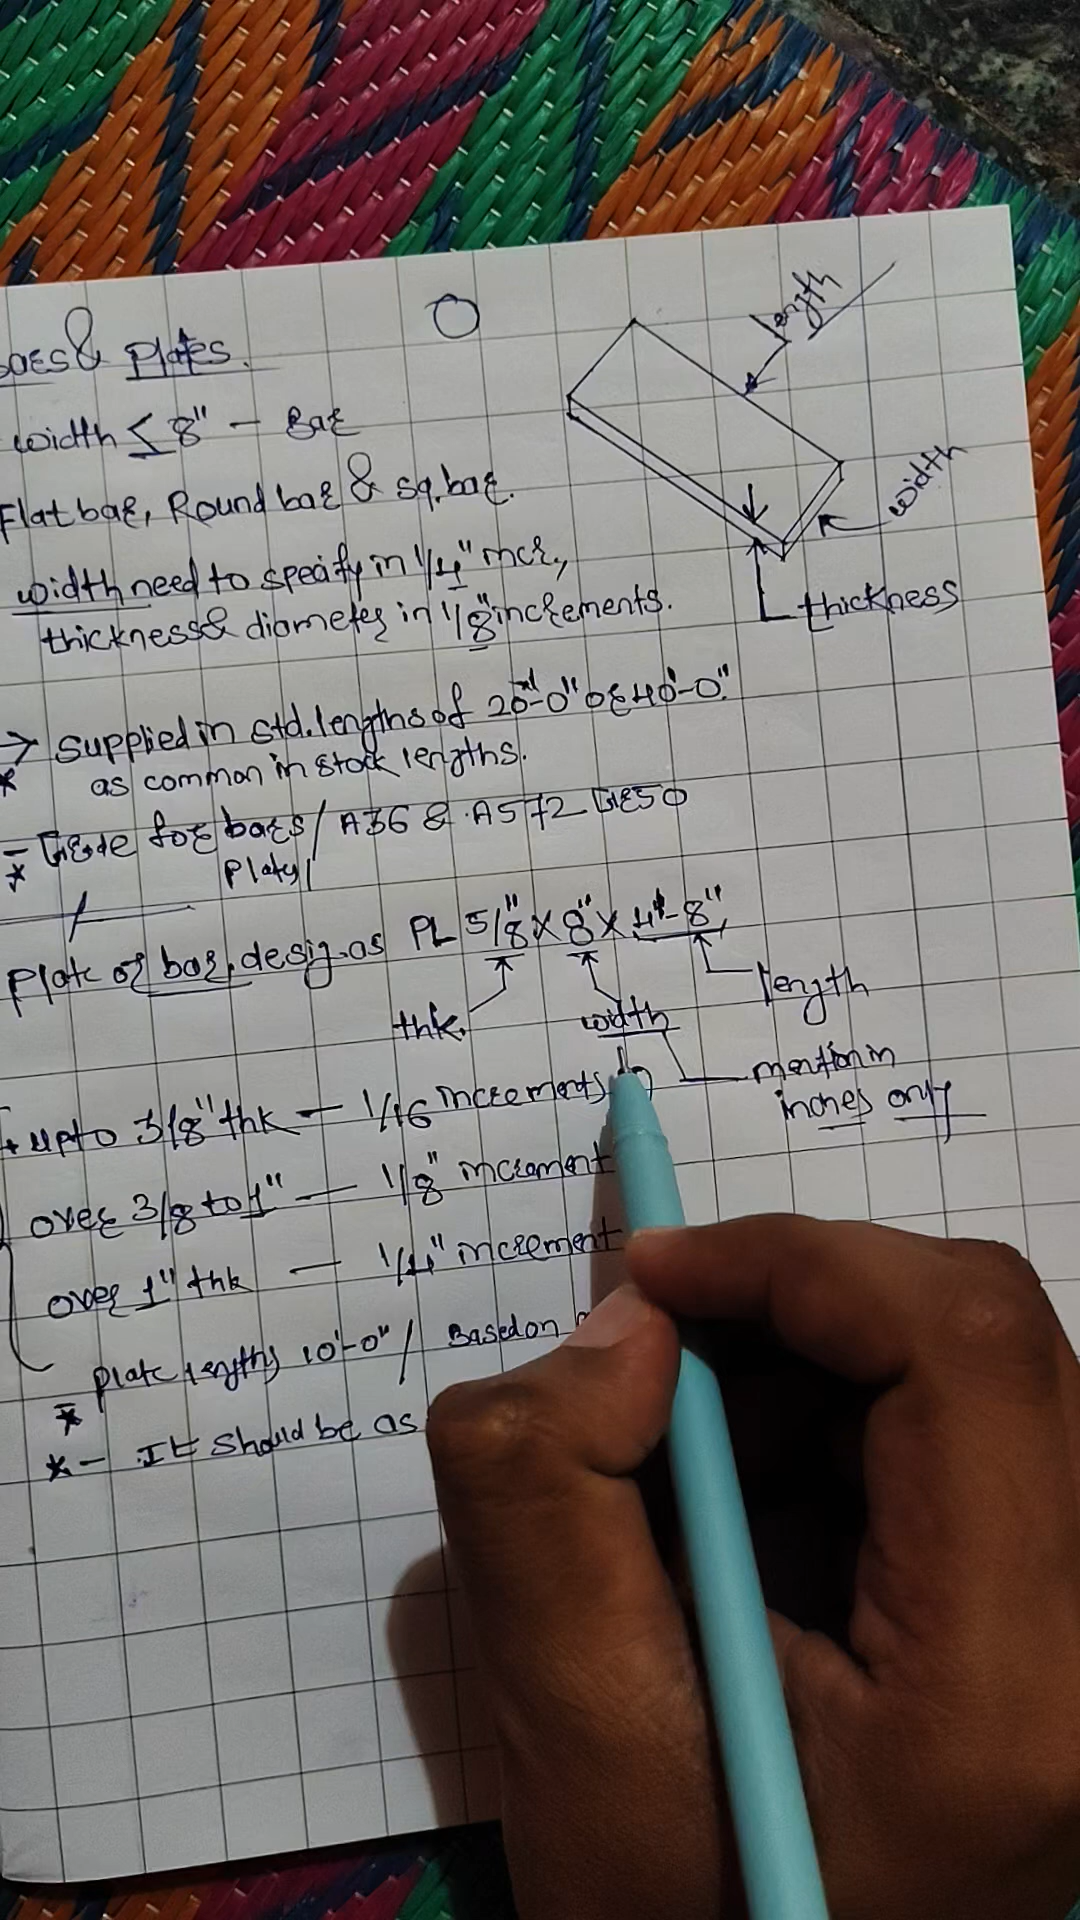 Bars & Plates.
width ≤ 8" - Bar
Flat bar, Round bar & sq.bar.
width need to specify in 1/4" incr,
thickness & diameter in 1/8" increments.
→ supplied in std. lengths of 20'-0" or 40'-0".
as common in stock lengths.
Grade for bars/ A36 & A572 GR50
Plates/
Plate or bar, desig. as PL 5/8" x 8" x 4'-8"
thk.
width
length
mention in
inches only
upto 3/8" thk - 1/16 increments
over 3/8 to 1" - 1/8" increment
over 1" thk - 1/4" increment
* Plate lengths 10'-0" / Based on
* - It should be as
length
width
thickness